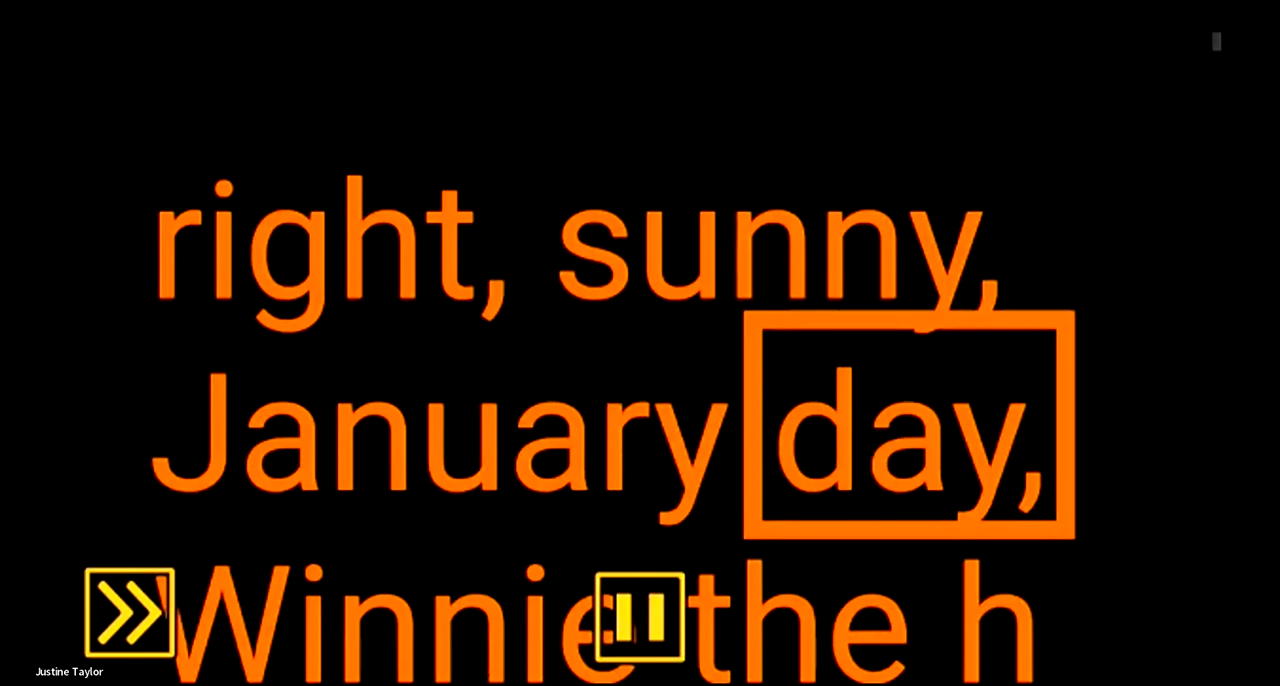 right, sunny,
January day,
Winnie the h
Justine Taylor